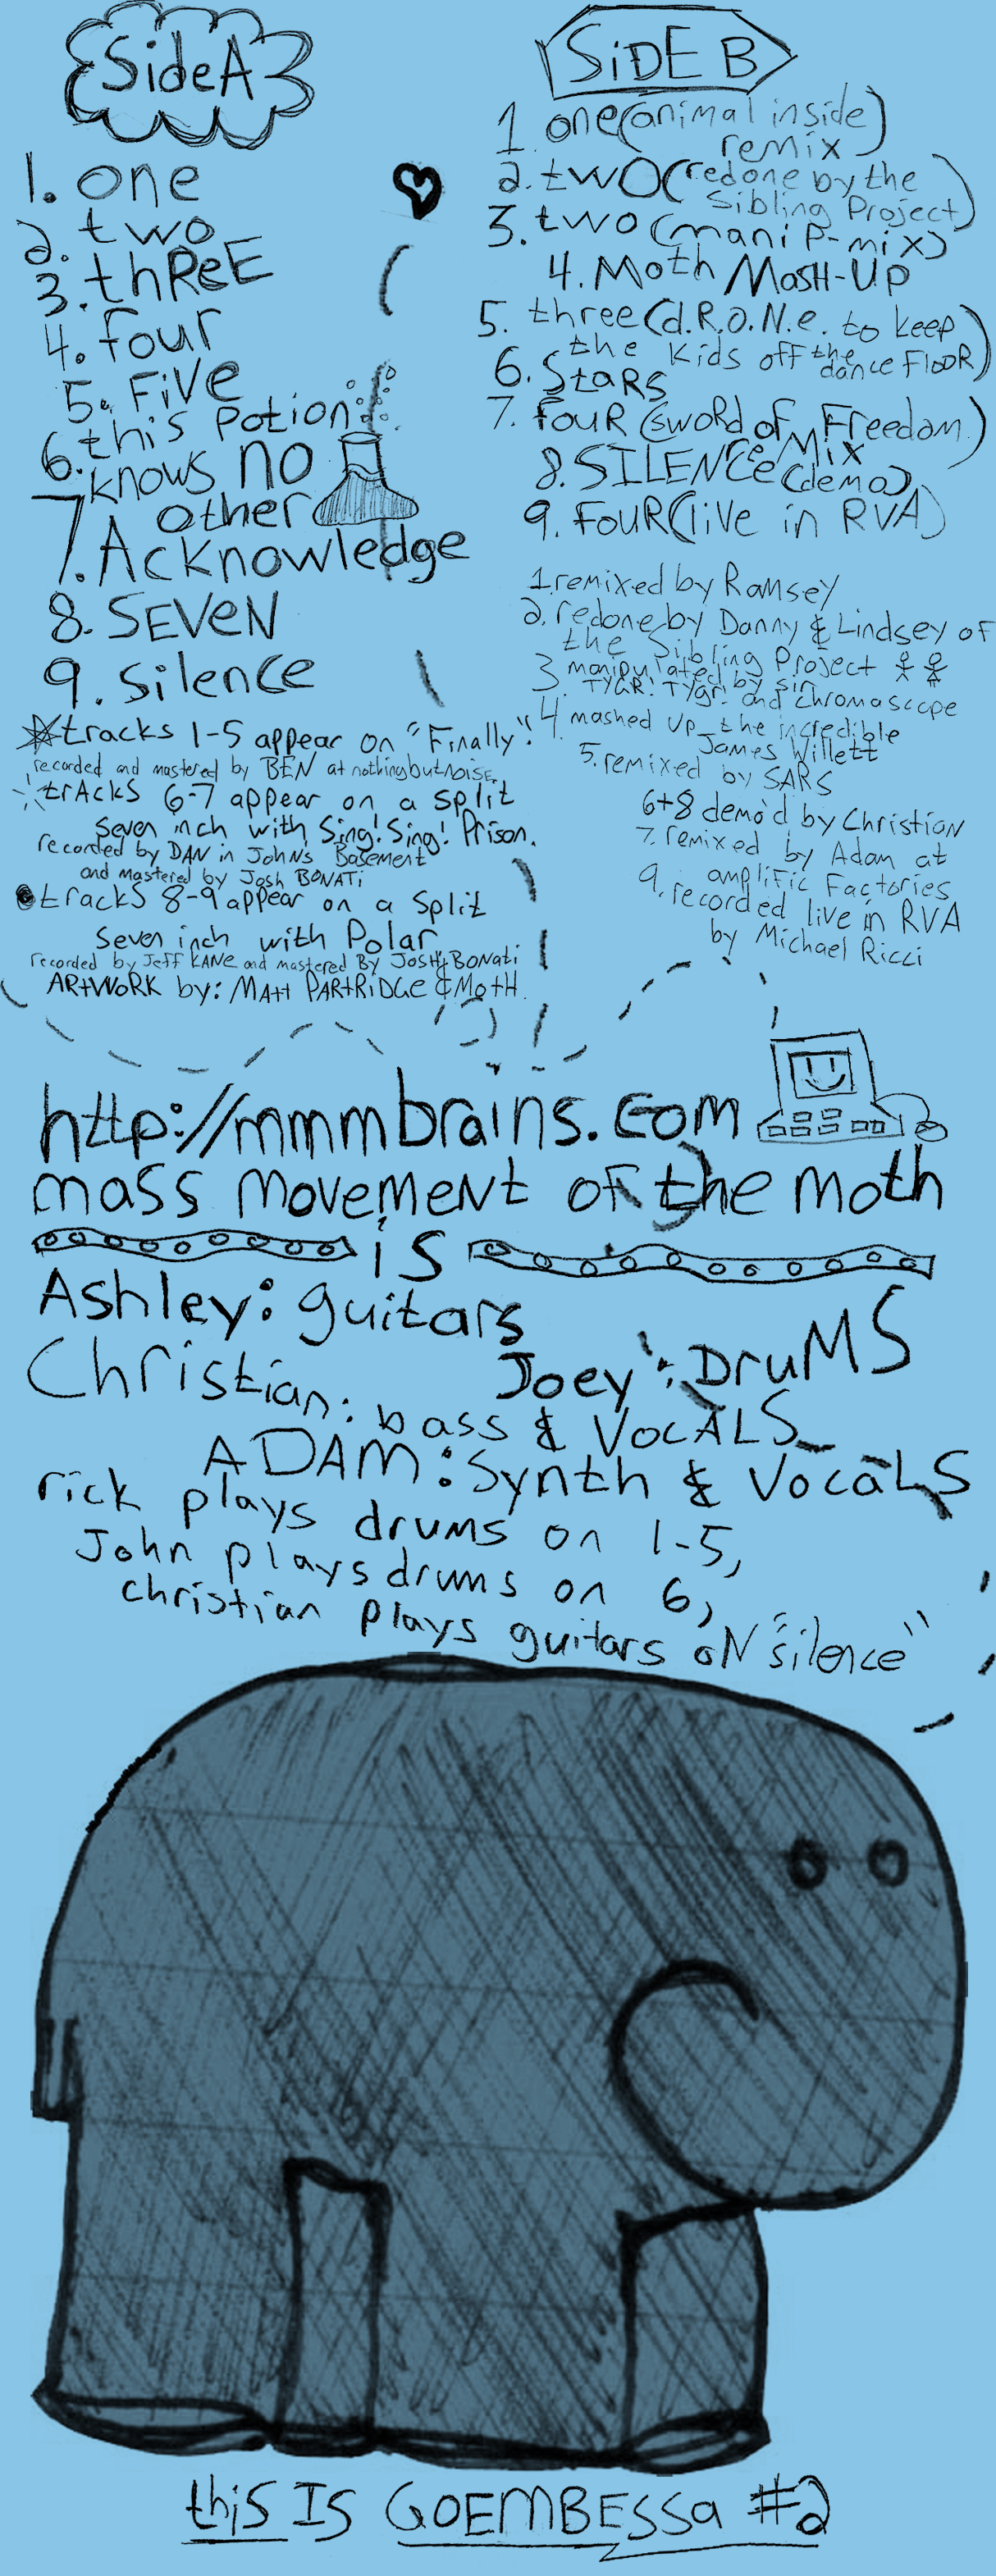 Side A
1. one
2. two
3. thReE
4. four
5. FiVe
6. this Potion
knows no
other
7. Acknowledge
8. SEVeN
9. silence
tracks 1-5 appear on "Finally".
recorded and mastered by BEN at nothingbutnoise.
trAcks 6-7 appear on a split
seven inch with Sing! Sing! Prison.
recorded by DAN in JOHNs Basement
and mastered by Josh BONATi
tracks 8-9 appear on a split
seven inch with Polar
recorded by Jeff KANE and mastered By JosH BONati
ARtWoRK by: MAtt PARtRiDGe & MotH.
SiDE B
1. one (animal inside)
remix
2. two (redone by the
Sibling Project)
3. two (maniP-mix)
4. Moth MASH-UP
5. three (d.R.O.N.e. to keep
the kids off the
dance FlooR)
6. StaRs
7. fouR (sword of Freedom)
reMix
8. SILENCe (demo)
9. FouR (live in RVA)
1. remixed by Ramsey
2. redone by Danny & Lindsey of
the Sibling Project
3. manipulated by sin
TYGR! Tygr! and chromascope
4 mashed up the incredible
James Willett
5. remixed by SARS
6+8 demo'd by Christian
7. remixed by Adam at
amplific Factories
9. recorded live in RVA
by Michael Ricci
http://mmmbrains.com
mass movement of the moth
is
Ashley: guitars
Joey: DruMS
Christian: bass & VocALS
ADAM: Synth & VocaLS
rick plays drums on 1-5,
John plays drums on 6,
christian plays guitars oN "silence"
thiS IS GOEMBESSa #2